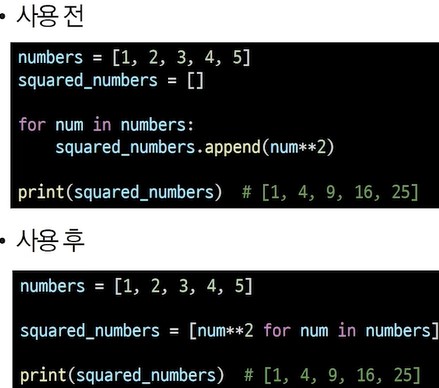 • 사용 전
numbers = [1, 2, 3, 4, 5]
squared_numbers = []
for num in numbers:
    squared_numbers.append(num**2)
print(squared_numbers)  # [1, 4, 9, 16, 25]
• 사용 후
numbers = [1, 2, 3, 4, 5]
squared_numbers = [num**2 for num in numbers]
print(squared_numbers)  # [1, 4, 9, 16, 25]